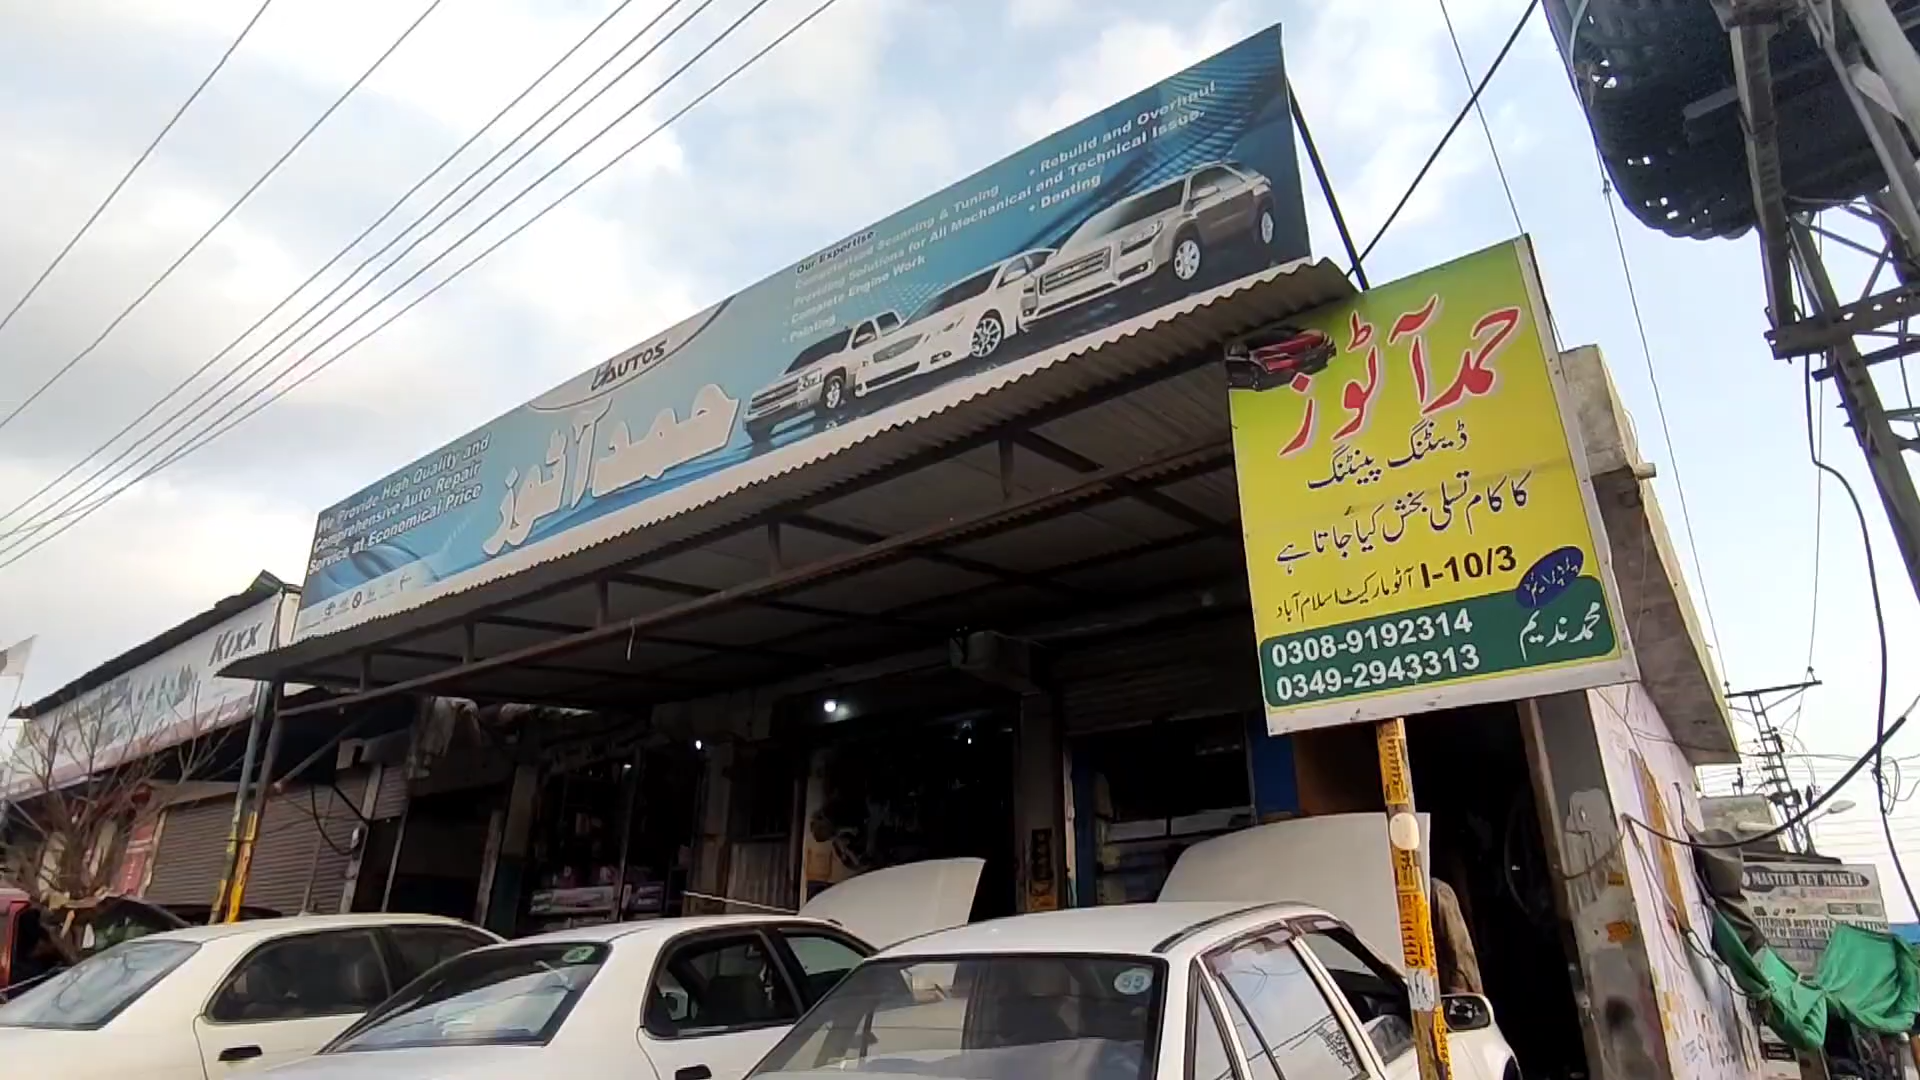 Our Expertise
Computerized Scanning & Tuning
Providing Solutions for All Mechanical and Technical Issue.
Complete Engine Work
Painting
Rebuild and Overhaul
Denting
AUTOS
حمد آٹوز
We Provide High Quality and
Comprehensive Auto Repair
Service at Economical Price
KIXX
حمد آٹوز
ڈینٹنگ پینٹنگ
کا کام تسلی بخش کیا جاتا ہے
I-10/3 آٹو مارکیٹ اسلام آباد
محمد ندیم
0308-9192314
0349-2943313
MASTER KEY MAKER
55